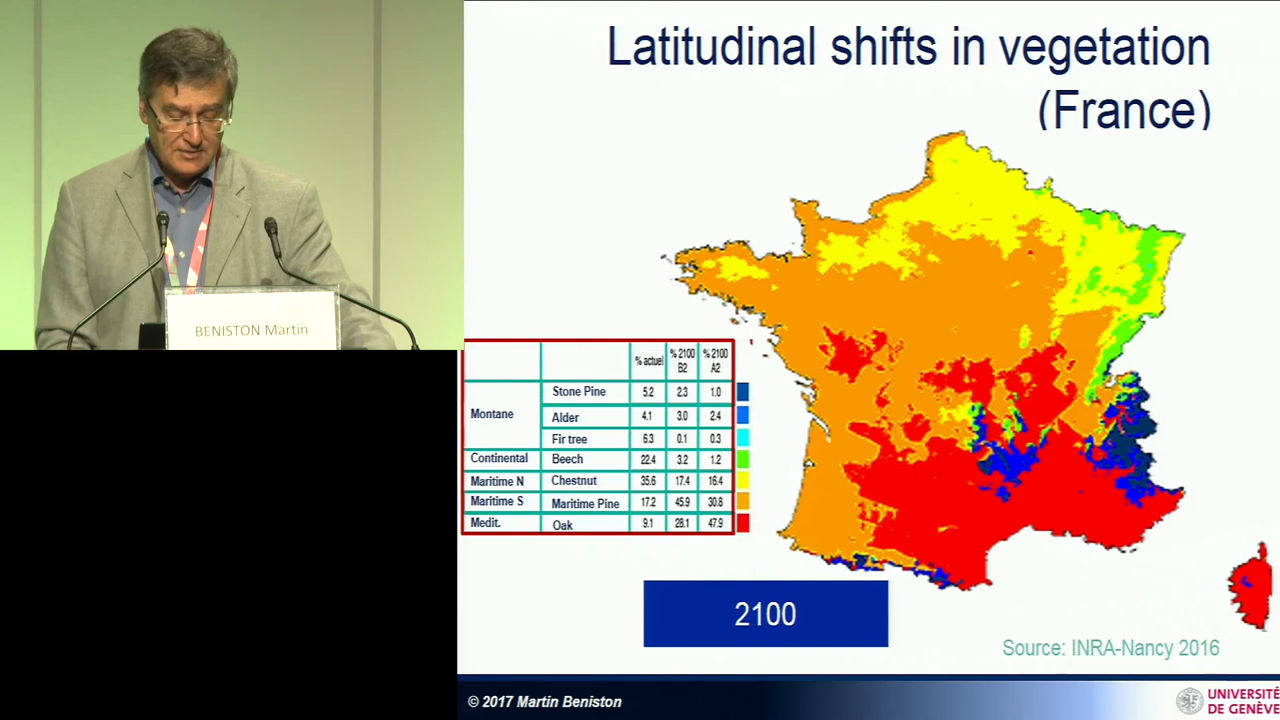 Latitudinal shifts in vegetation
(France)
BENISTON Martin
% actuel % 2100 B2 % 2100 A2
Montane Stone Pine 5.2 2.3 1.0
Alder 4.1 3.0 2.4
Fir tree 6.3 0.1 0.3
Continental Beech 22.4 3.2 1.2
Maritime N Chestnut 35.6 17.4 16.4
Maritime S Maritime Pine 17.2 45.9 30.8
Medit. Oak 9.1 28.1 47.9
2100
Source: INRA-Nancy 2016
© 2017 Martin Beniston
UNIVERSITÉ
DE GENÈVE